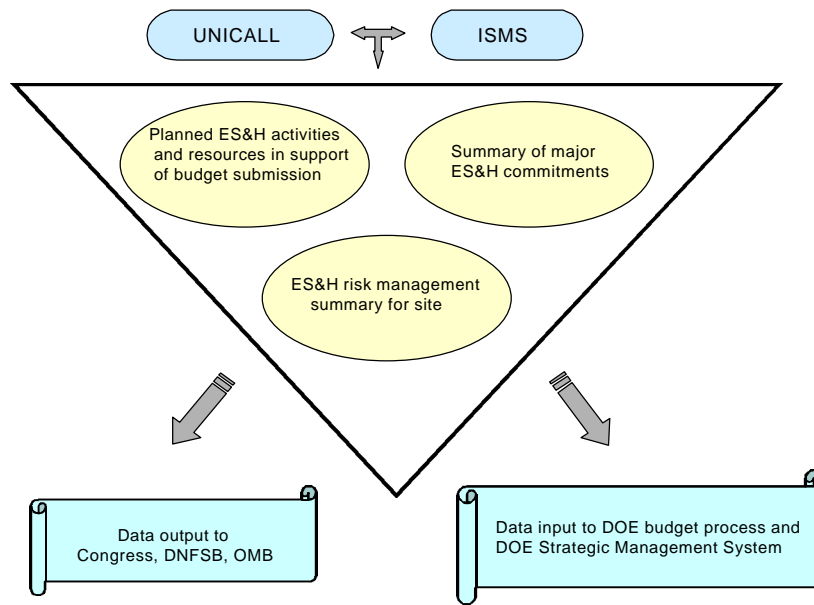 UNICALL
ISMS
Planned ES&H activities
and resources in support
of budget submission
Summary of major
ES&H commitments
ES&H risk management
summary for site
Data output to
Congress, DNFSB, OMB
Data input to DOE budget process and
DOE Strategic Management System